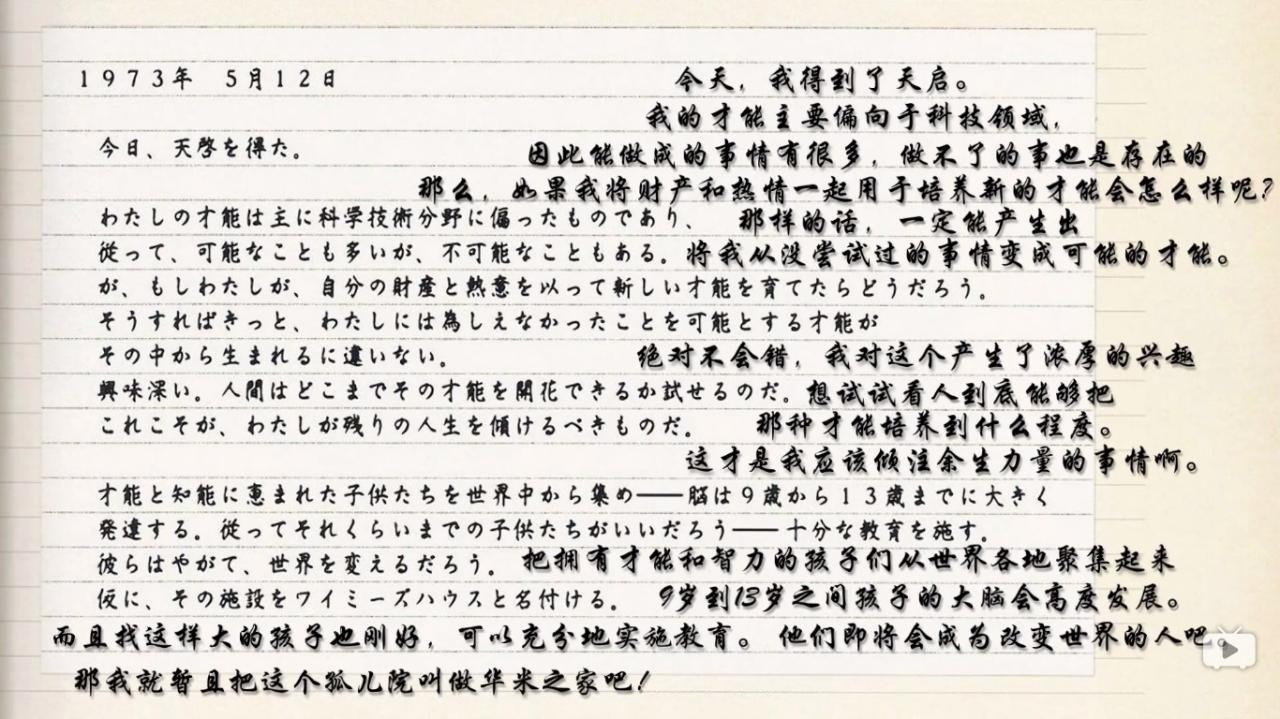 1973年　5月12日
今天，我得到了天启。
我的才能主要偏向于科技领域，
今日、天啓を得た。
因此能做成的事情有很多，做不了的事也是存在的
那么，如果我将财产和热情一起用于培养新的才能会怎么样呢？
わたしの才能は主に科学技術分野に偏ったものであり、
那样的话，一定能产生出
従って、可能なことも多いが、不可能なこともある。
将我从没尝试过的事情变成可能的才能。
が、もしわたしが、自分の財産と熱意を以って新しい才能を育てたらどうだろう。
そうすればきっと、わたしには為しえなかったことを可能とする才能が
その中から生まれるに違いない。
绝对不会错，我对这个产生了浓厚的兴趣
興味深い。人間はどこまでその才能を開花できるか試せるのだ。
想试试看人到底能够把
これこそが、わたしが残りの人生を傾けるべきものだ。
那种才能培养到什么程度。
这才是我应该倾注余生力量的事情啊。
才能と知能に恵まれた子供たちを世界中から集め――脳は９歳から１３歳までに大きく
発達する。従ってそれくらいまでの子供たちがいいだろう――十分な教育を施す。
彼らはやがて、世界を変えるだろう。
把拥有才能和智力的孩子们从世界各地聚集起来
仮に、その施設をワイミーズハウスと名付ける。
9岁到13岁之间孩子的大脑会高度发展。
而且找这样大的孩子也刚好，可以充分地实施教育。他们即将会成为改变世界的人吧
那我就暂且把这个孤儿院叫做华米之家吧！